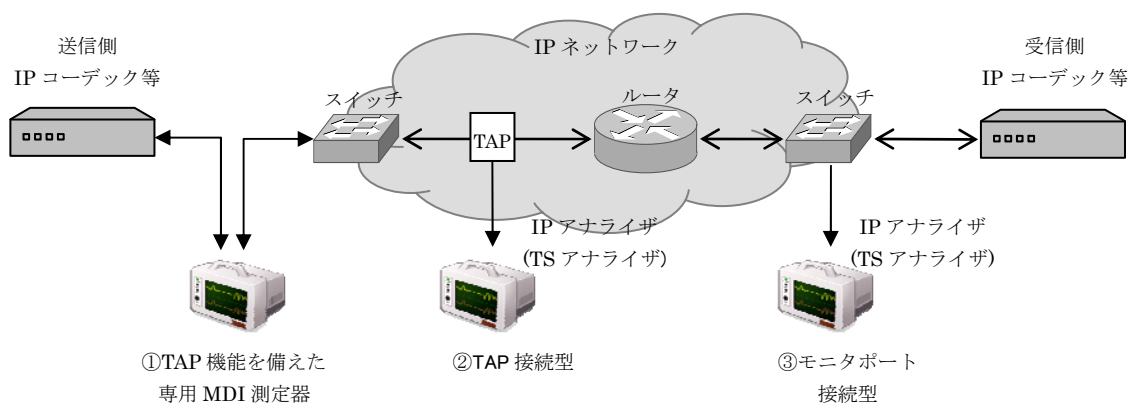 送信側
IP コーデック等
IP ネットワーク
受信側
IP コーデック等
スイッチ
ルータ
スイッチ
TAP
IP アナライザ
(TS アナライザ)
IP アナライザ
(TS アナライザ)
①TAP 機能を備えた
専用 MDI 測定器
②TAP 接続型
③モニタポート
接続型